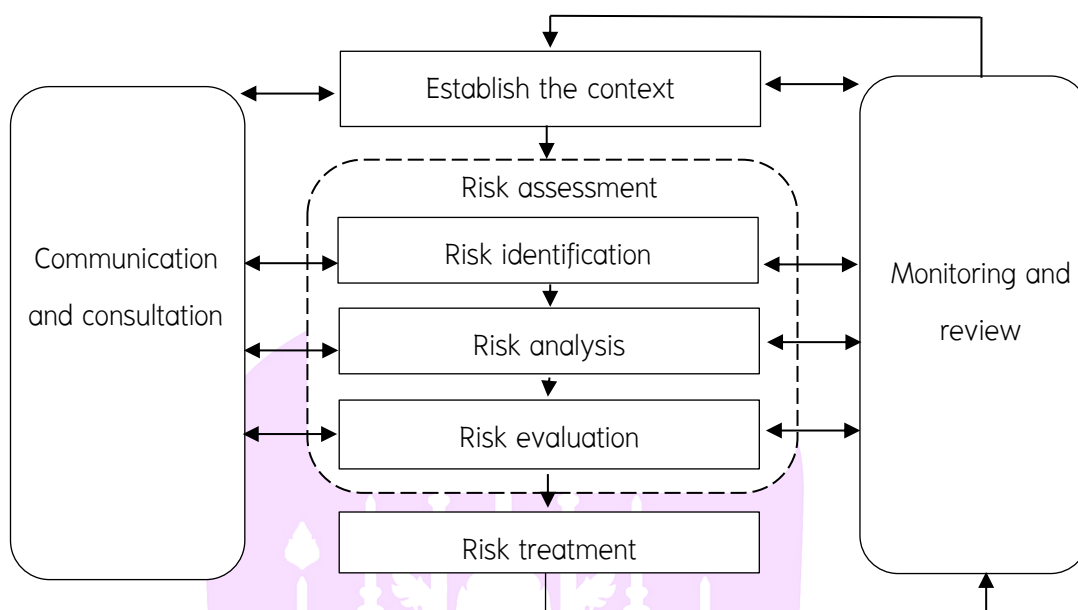 Establish the context
Risk assessment
Risk identification
Risk analysis
Risk evaluation
Risk treatment
Communication
and consultation
Monitoring and
review